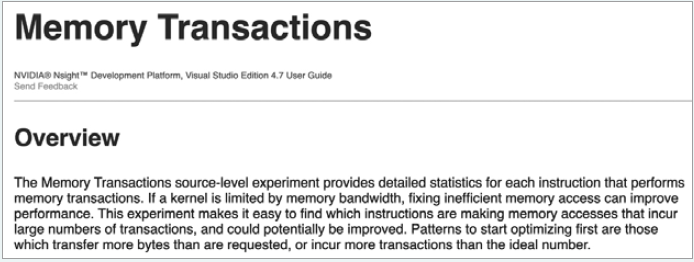 Memory Transactions
NVIDIA® Nsight™ Development Platform, Visual Studio Edition 4.7 User Guide
Send Feedback
Overview
The Memory Transactions source-level experiment provides detailed statistics for each instruction that performs
memory transactions. If a kernel is limited by memory bandwidth, fixing inefficient memory access can improve
performance. This experiment makes it easy to find which instructions are making memory accesses that incur
large numbers of transactions, and could potentially be improved. Patterns to start optimizing first are those
which transfer more bytes than are requested, or incur more transactions than the ideal number.